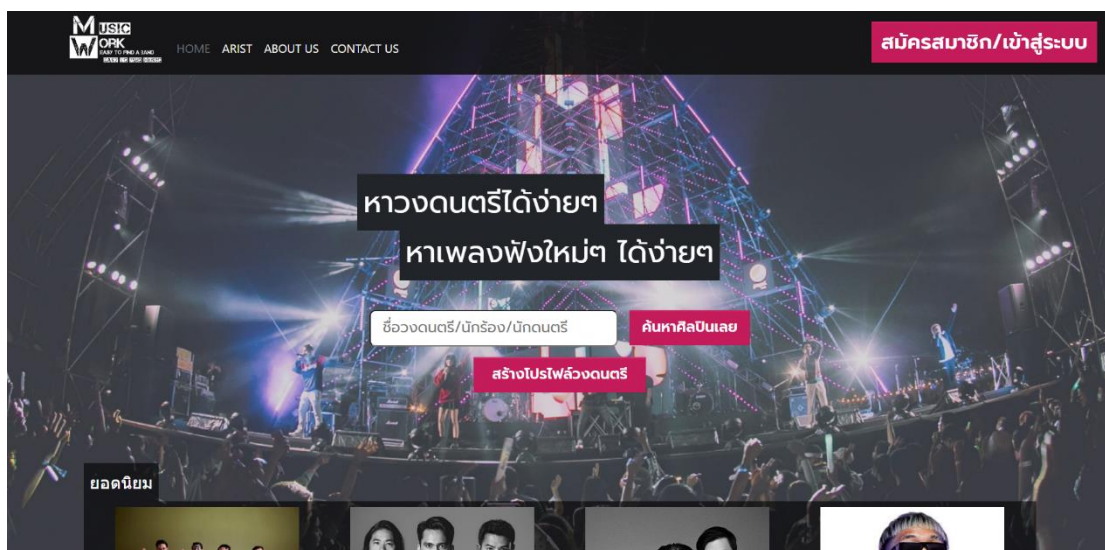 MUSIC
WORK
EASY TO FIND A BAND
HOME ARIST ABOUT US CONTACT US
สมัครสมาชิก/เข้าสู่ระบบ
หาวงดนตรีได้ง่ายๆ
หาเพลงฟังใหม่ๆ ได้ง่ายๆ
ชื่อวงดนตรี/นักร้อง/นักดนตรี
ค้นหาศิลปินเลย
สร้างโปรไฟล์วงดนตรี
ยอดนิยม